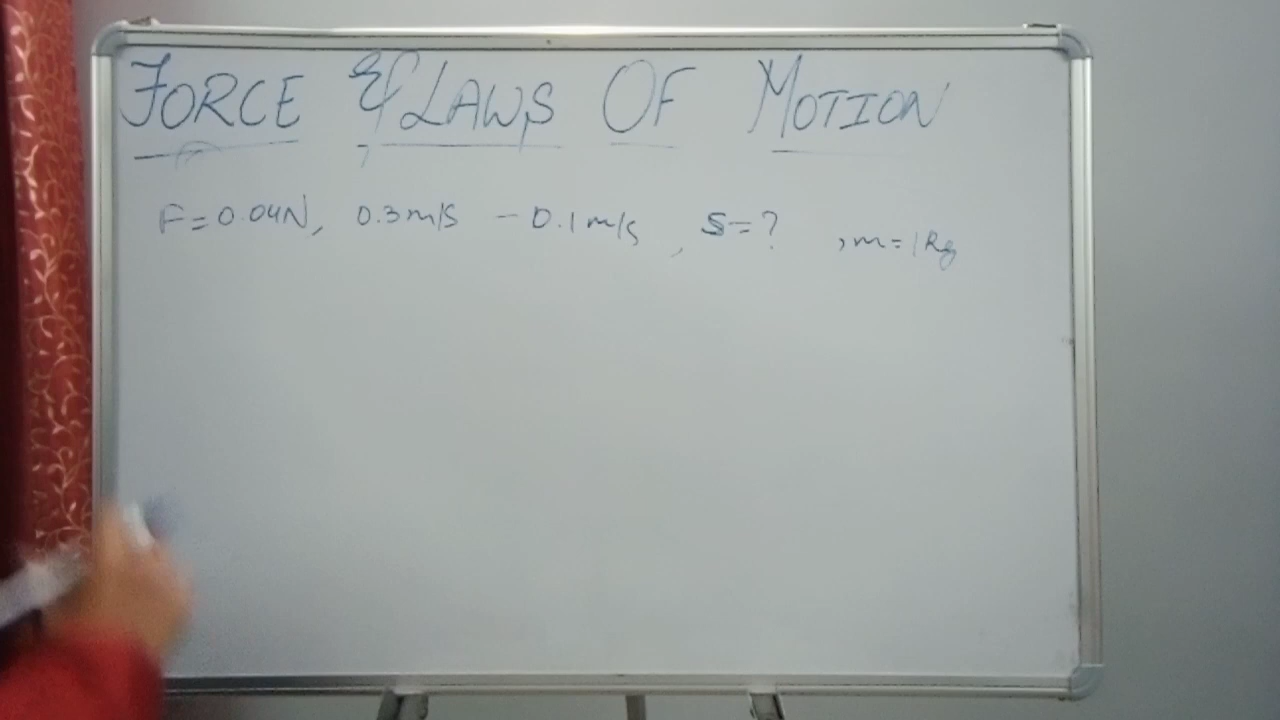 FORCE & LAWS OF MOTION
F=0.04N, 0.3m/s - 0.1m/s, S=? , m=1Kg